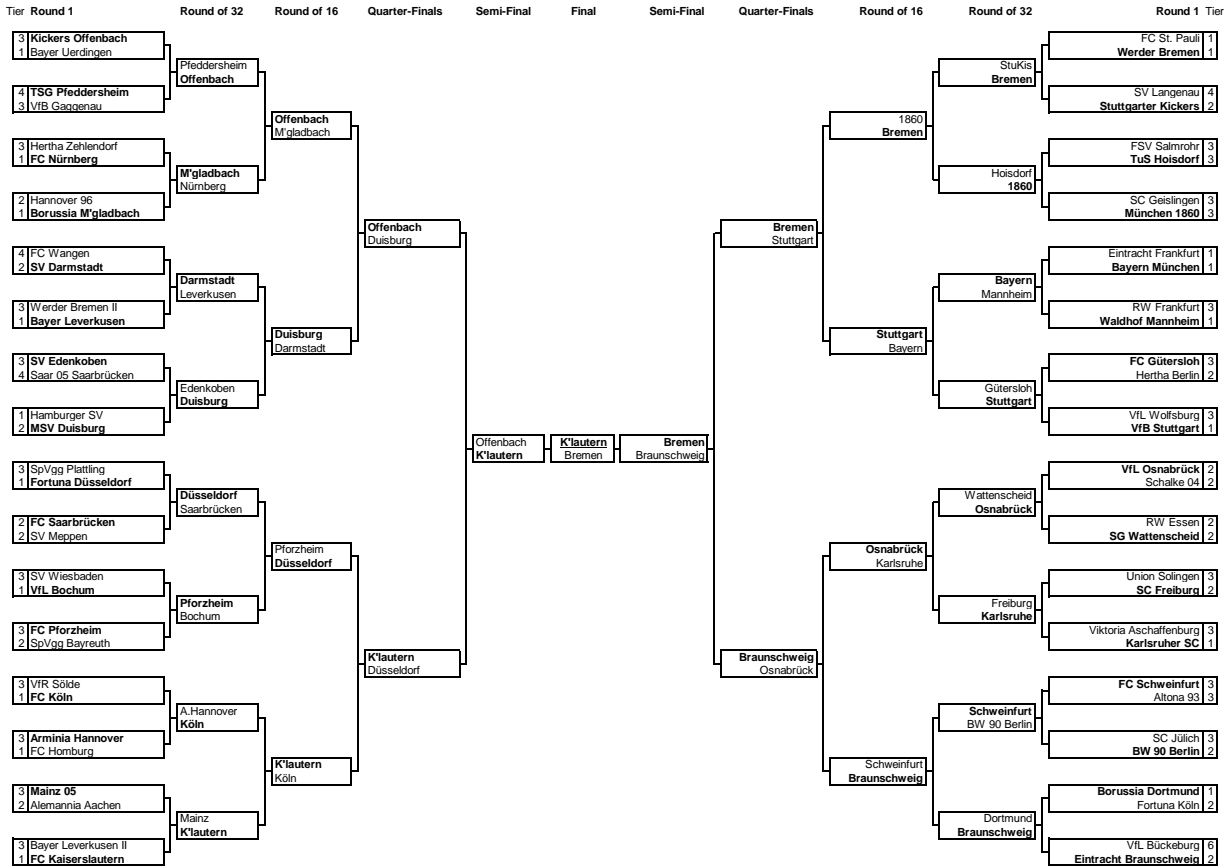 Tier Round 1 Round of 32 Round of 16 Quarter-Finals Semi-Final Final Semi-Final Quarter-Finals Round of 16 Round of 32 Round 1 Tier
3 Kickers Offenbach
1 Bayer Uerdingen
4 TSG Pfeddersheim
3 VfB Gaggenau
3 Hertha Zehlendorf
1 FC Nürnberg
2 Hannover 96
1 Borussia M'gladbach
4 FC Wangen
2 SV Darmstadt
3 Werder Bremen II
1 Bayer Leverkusen
3 SV Edenkoben
4 Saar 05 Saarbrücken
1 Hamburger SV
2 MSV Duisburg
3 SpVgg Plattling
1 Fortuna Düsseldorf
2 FC Saarbrücken
2 SV Meppen
3 SV Wiesbaden
1 VfL Bochum
3 FC Pforzheim
2 SpVgg Bayreuth
3 VfR Sölde
1 FC Köln
3 Arminia Hannover
1 FC Homburg
3 Mainz 05
2 Alemannia Aachen
3 Bayer Leverkusen II
1 FC Kaiserslautern
Pfeddersheim
Offenbach
M'gladbach
Nürnberg
Darmstadt
Leverkusen
Edenkoben
Duisburg
Düsseldorf
Saarbrücken
Pforzheim
Bochum
A.Hannover
Köln
Mainz
K'lautern
Offenbach
M'gladbach
Duisburg
Darmstadt
Pforzheim
Düsseldorf
K'lautern
Köln
Offenbach
Duisburg
K'lautern
Düsseldorf
Offenbach
K'lautern
K'lautern
Bremen
Bremen
Braunschweig
Bremen
Stuttgart
Braunschweig
Osnabrück
1860
Bremen
Stuttgart
Bayern
Osnabrück
Karlsruhe
Schweinfurt
Braunschweig
StuKis
Bremen
Hoisdorf
1860
Bayern
Mannheim
Gütersloh
Stuttgart
Wattenscheid
Osnabrück
Freiburg
Karlsruhe
Schweinfurt
BW 90 Berlin
Dortmund
Braunschweig
FC St. Pauli 1
Werder Bremen 1
SV Langenau 4
Stuttgarter Kickers 2
FSV Salmrohr 3
TuS Hoisdorf 3
SC Geislingen 3
München 1860 3
Eintracht Frankfurt 1
Bayern München 1
RW Frankfurt 3
Waldhof Mannheim 1
FC Gütersloh 3
Hertha Berlin 2
VfL Wolfsburg 3
VfB Stuttgart 1
VfL Osnabrück 2
Schalke 04 2
RW Essen 2
SG Wattenscheid 2
Union Solingen 3
SC Freiburg 2
Viktoria Aschaffenburg 3
Karlsruher SC 1
FC Schweinfurt 3
Altona 93 3
SC Jülich 3
BW 90 Berlin 2
Borussia Dortmund 1
Fortuna Köln 2
VfL Bückeburg 6
Eintracht Braunschweig 2